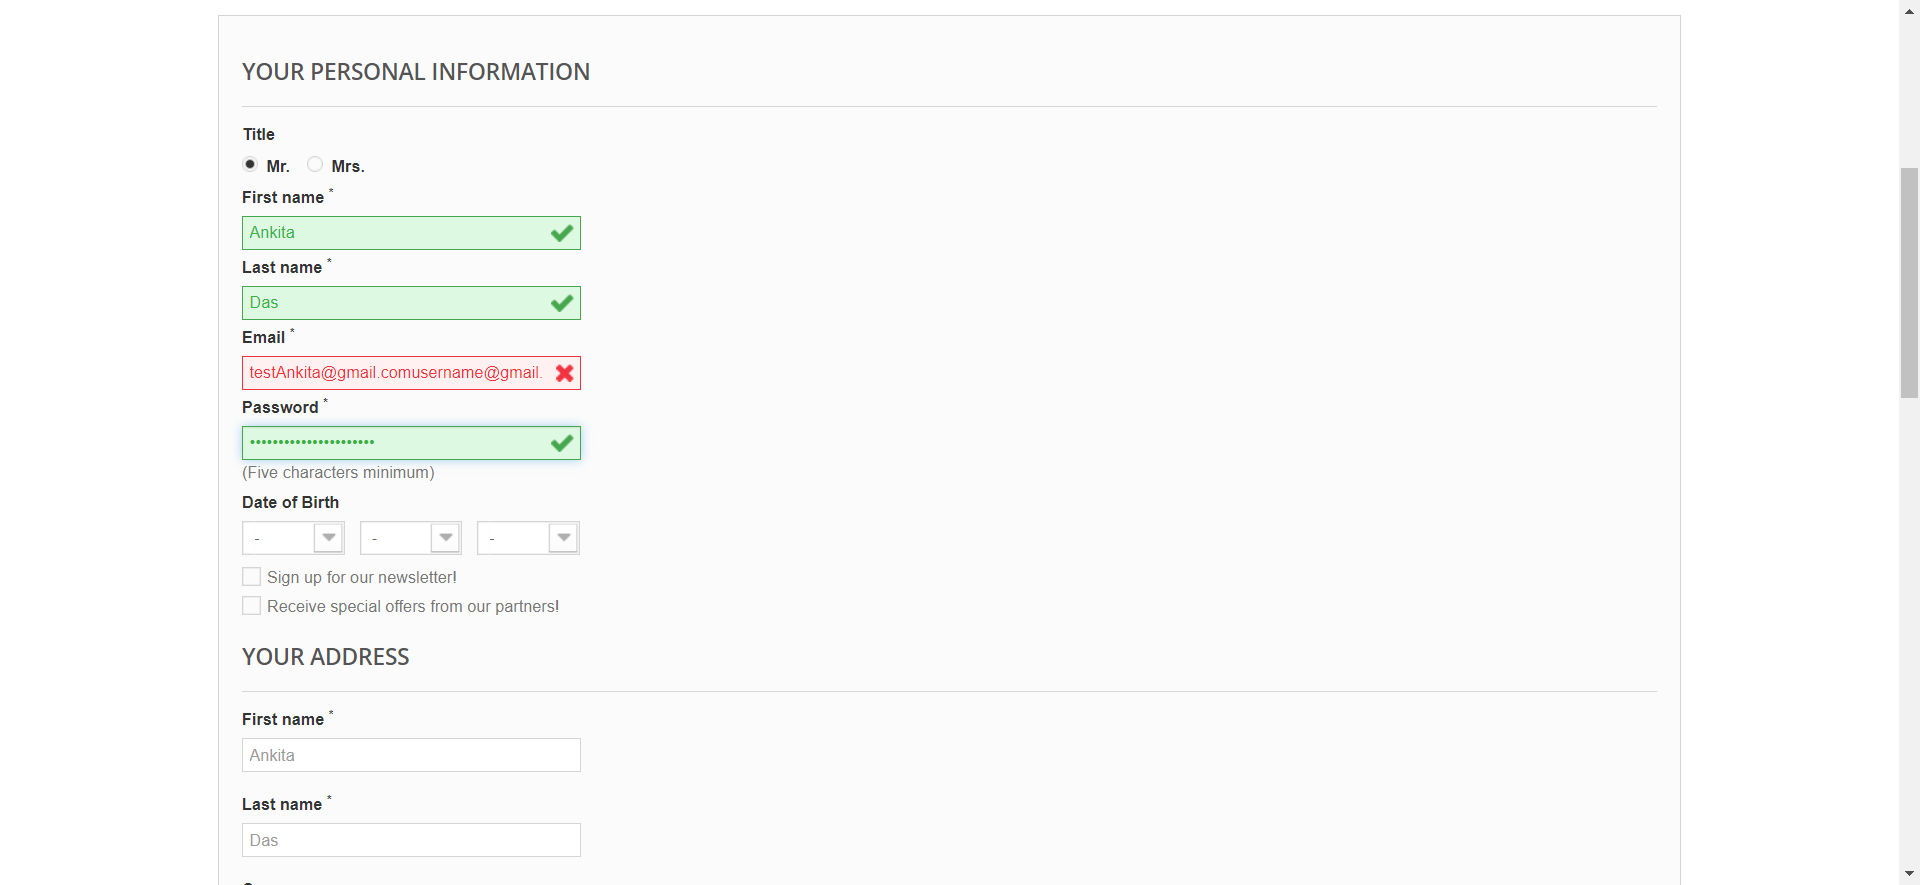 YOUR PERSONAL INFORMATION
Title
Mr. Mrs.
First name *
Ankita
Last name *
Das
Email *
testAnkita@gmail.comusername@gmail.
Password *
••••••••••••••••••••••
(Five characters minimum)
Date of Birth
- - -
Sign up for our newsletter!
Receive special offers from our partners!
YOUR ADDRESS
First name *
Ankita
Last name *
Das